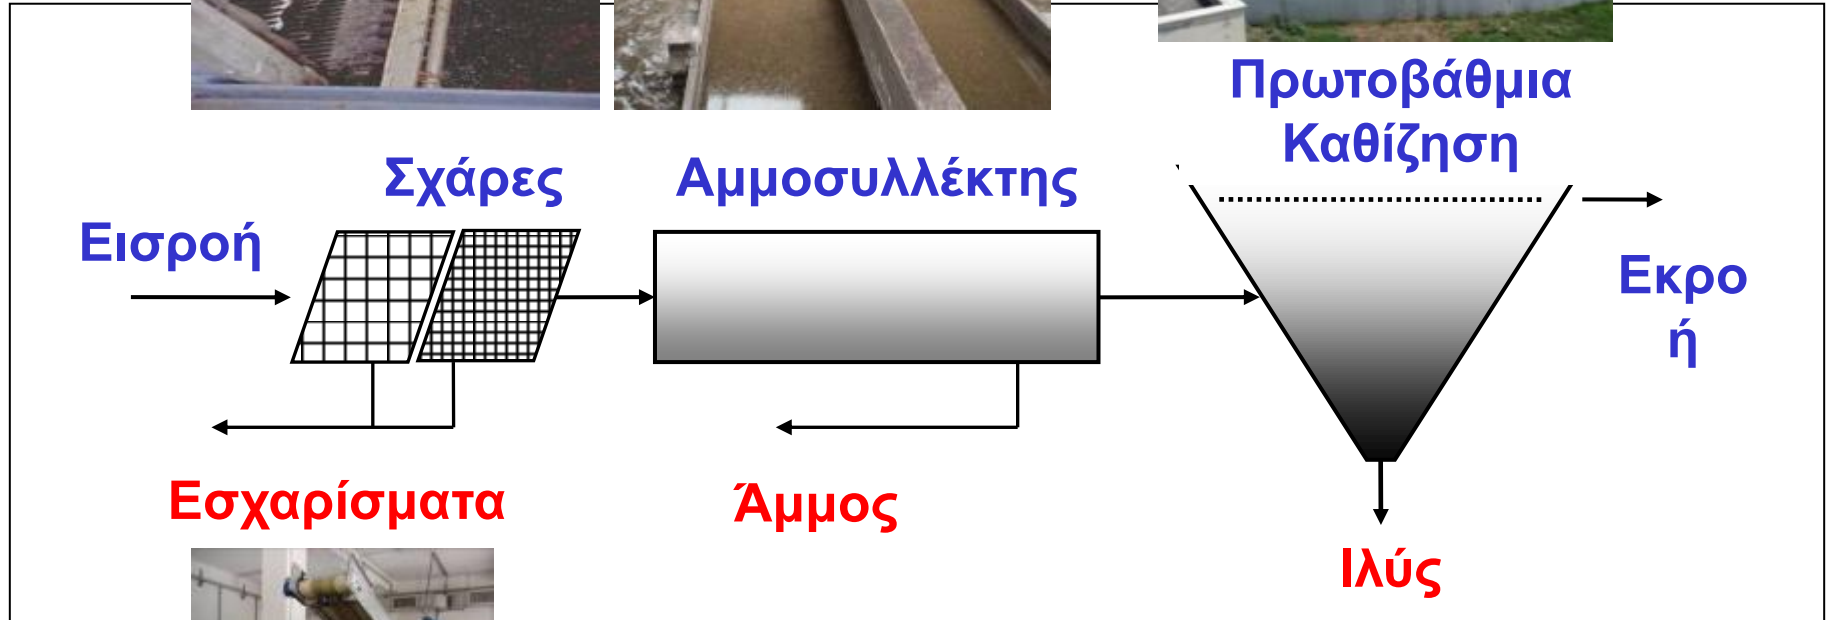 Πρωτοβάθμια
Καθίζηση
Σχάρες
Αμμοσυλλέκτης
Εισροή
Εκρο
ή
Εσχαρίσματα
Άμμος
Ιλύς